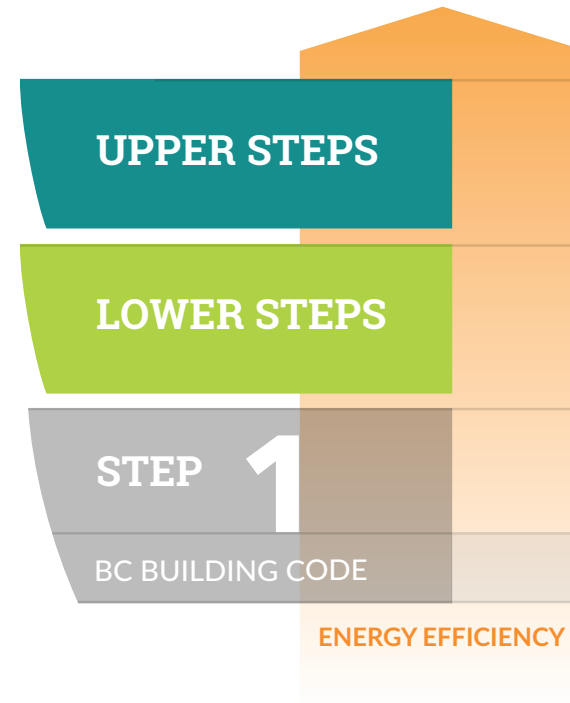 UPPER STEPS
LOWER STEPS
STEP 1
BC BUILDING CODE
ENERGY EFFICIENCY